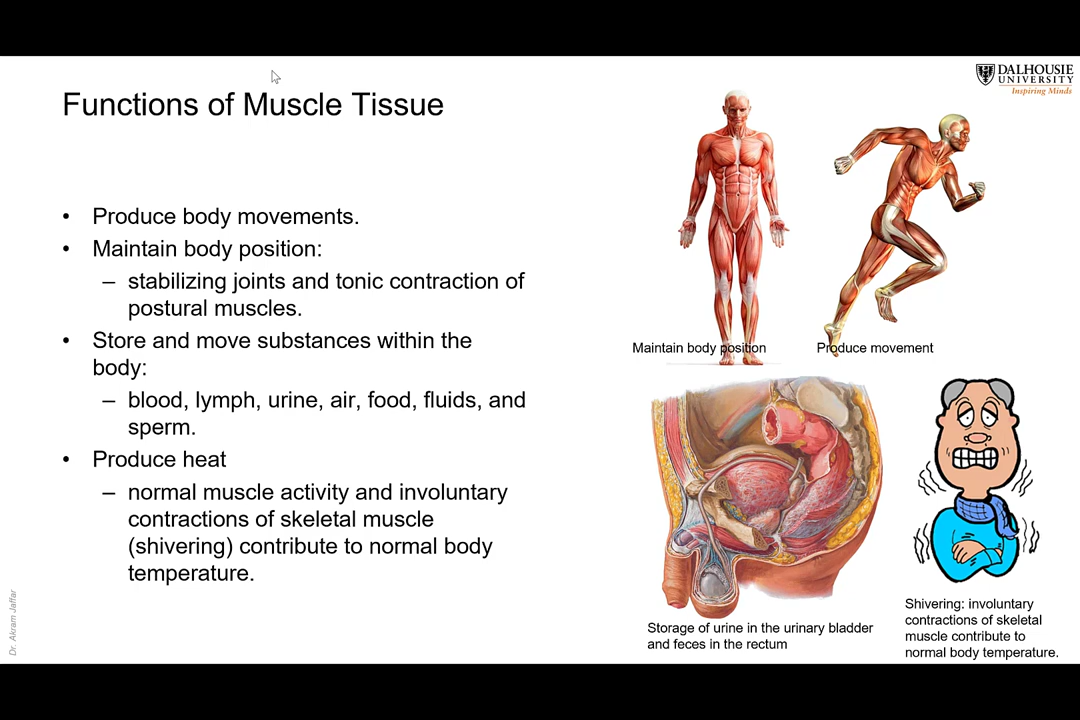 DALHOUSIE
UNIVERSITY
Inspiring Minds
Functions of Muscle Tissue
• Produce body movements.
• Maintain body position:
– stabilizing joints and tonic contraction of
postural muscles.
• Store and move substances within the
body:
– blood, lymph, urine, air, food, fluids, and
sperm.
• Produce heat
– normal muscle activity and involuntary
contractions of skeletal muscle
(shivering) contribute to normal body
temperature.
Maintain body position
Produce movement
Storage of urine in the urinary bladder
and feces in the rectum
Shivering: involuntary
contractions of skeletal
muscle contribute to
normal body temperature.
Dr. Akram Jaffar